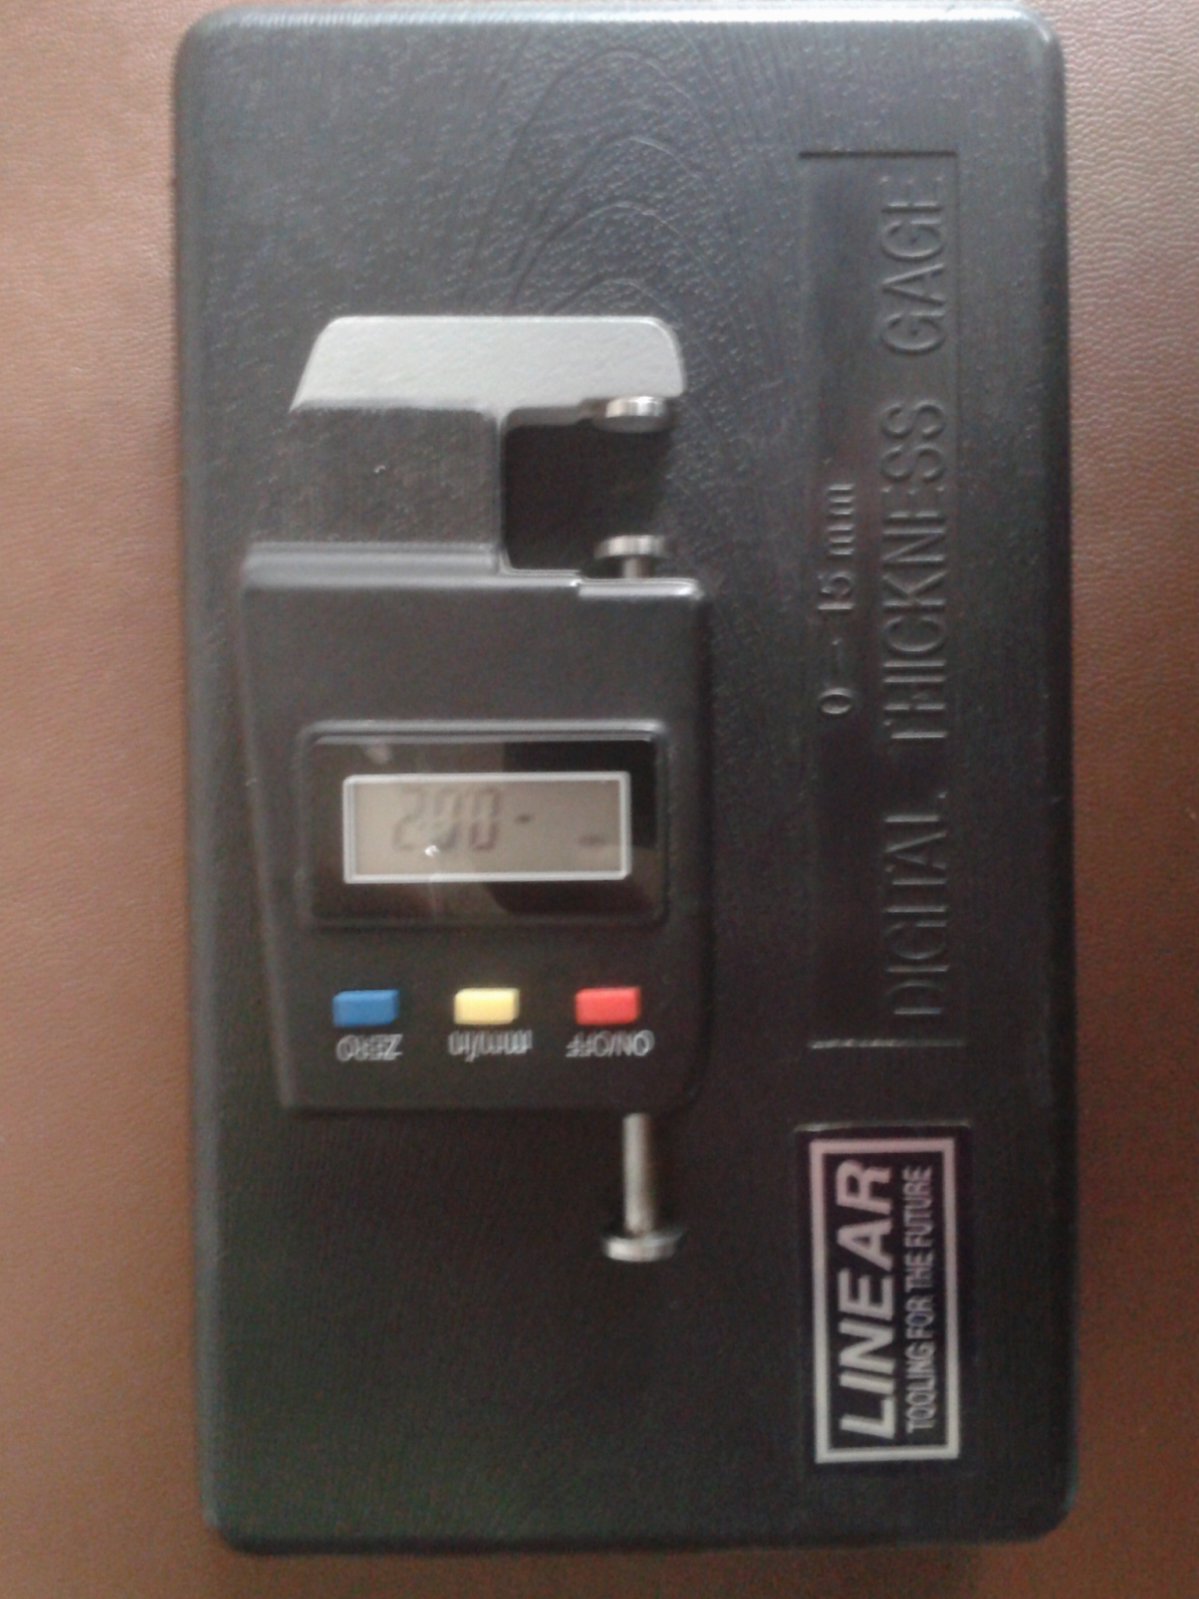 0 - 15 mm
DIGITAL THICKNESS GAGE
LINEAR
TOOLING FOR THE FUTURE
ON/OFF
mm/in
ZERO